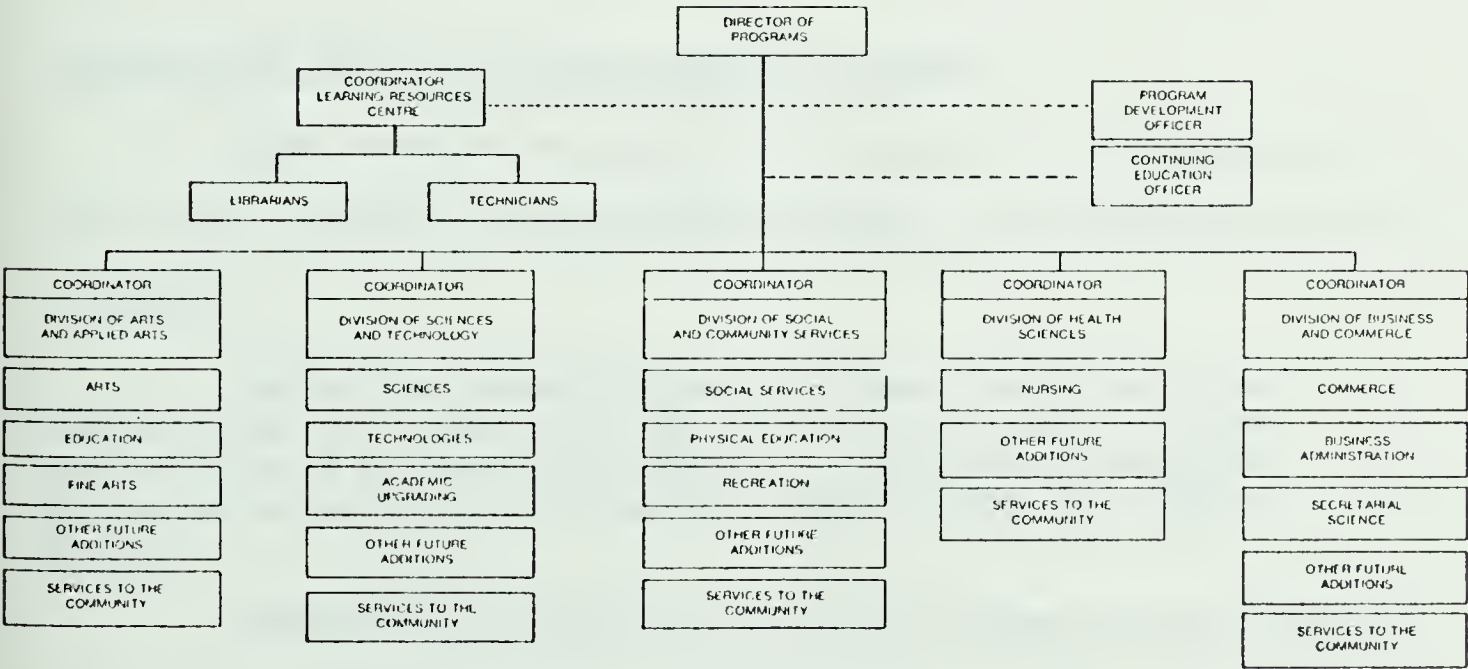 DIRECTOR OF
PROGRAMS
COORDINATOR
LEARNING RESOURCES
CENTRE
PROGRAM
DEVELOPMENT
OFFICER
CONTINUING
EDUCATION
OFFICER
LIBRARIANS
TECHNICIANS
COORDINATOR
DIVISION OF ARTS
AND APPLIED ARTS
ARTS
EDUCATION
FINE ARTS
OTHER FUTURE
ADDITIONS
SERVICES TO THE
COMMUNITY
COORDINATOR
DIVISION OF SCIENCES
AND TECHNOLOGY
SCIENCES
TECHNOLOGIES
ACADEMIC
UPGRADING
OTHER FUTURE
ADDITIONS
SERVICES TO THE
COMMUNITY
COORDINATOR
DIVISION OF SOCIAL
AND COMMUNITY SERVICES
SOCIAL SERVICES
PHYSICAL EDUCATION
RECREATION
OTHER FUTURE
ADDITIONS
SERVICES TO THE
COMMUNITY
COORDINATOR
DIVISION OF HEALTH
SCIENCES
NURSING
OTHER FUTURE
ADDITIONS
SERVICES TO THE
COMMUNITY
COORDINATOR
DIVISION OF BUSINESS
AND COMMERCE
COMMERCE
BUSINESS
ADMINISTRATION
SECRETARIAL
SCIENCE
OTHER FUTURE
ADDITIONS
SERVICES TO THE
COMMUNITY